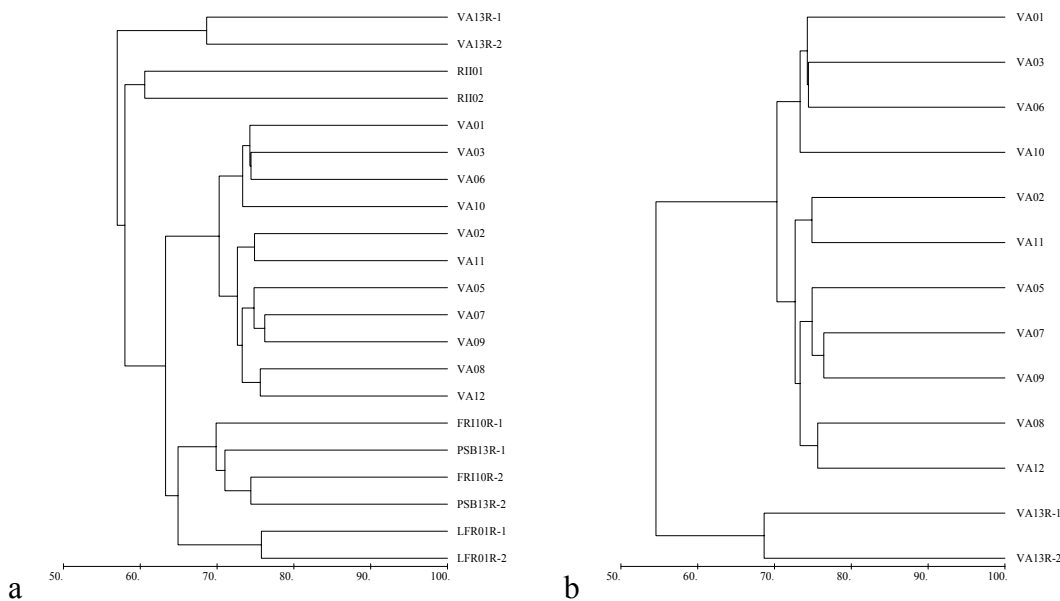 VA13R-1
VA13R-2
RII01
RII02
VA01
VA03
VA06
VA10
VA02
VA11
VA05
VA07
VA09
VA08
VA12
FRI10R-1
PSB13R-1
FRI10R-2
PSB13R-2
LFR01R-1
LFR01R-2
50. 60. 70. 80. 90. 100.
a
VA01
VA03
VA06
VA10
VA02
VA11
VA05
VA07
VA09
VA08
VA12
VA13R-1
VA13R-2
50. 60. 70. 80. 90. 100.
b